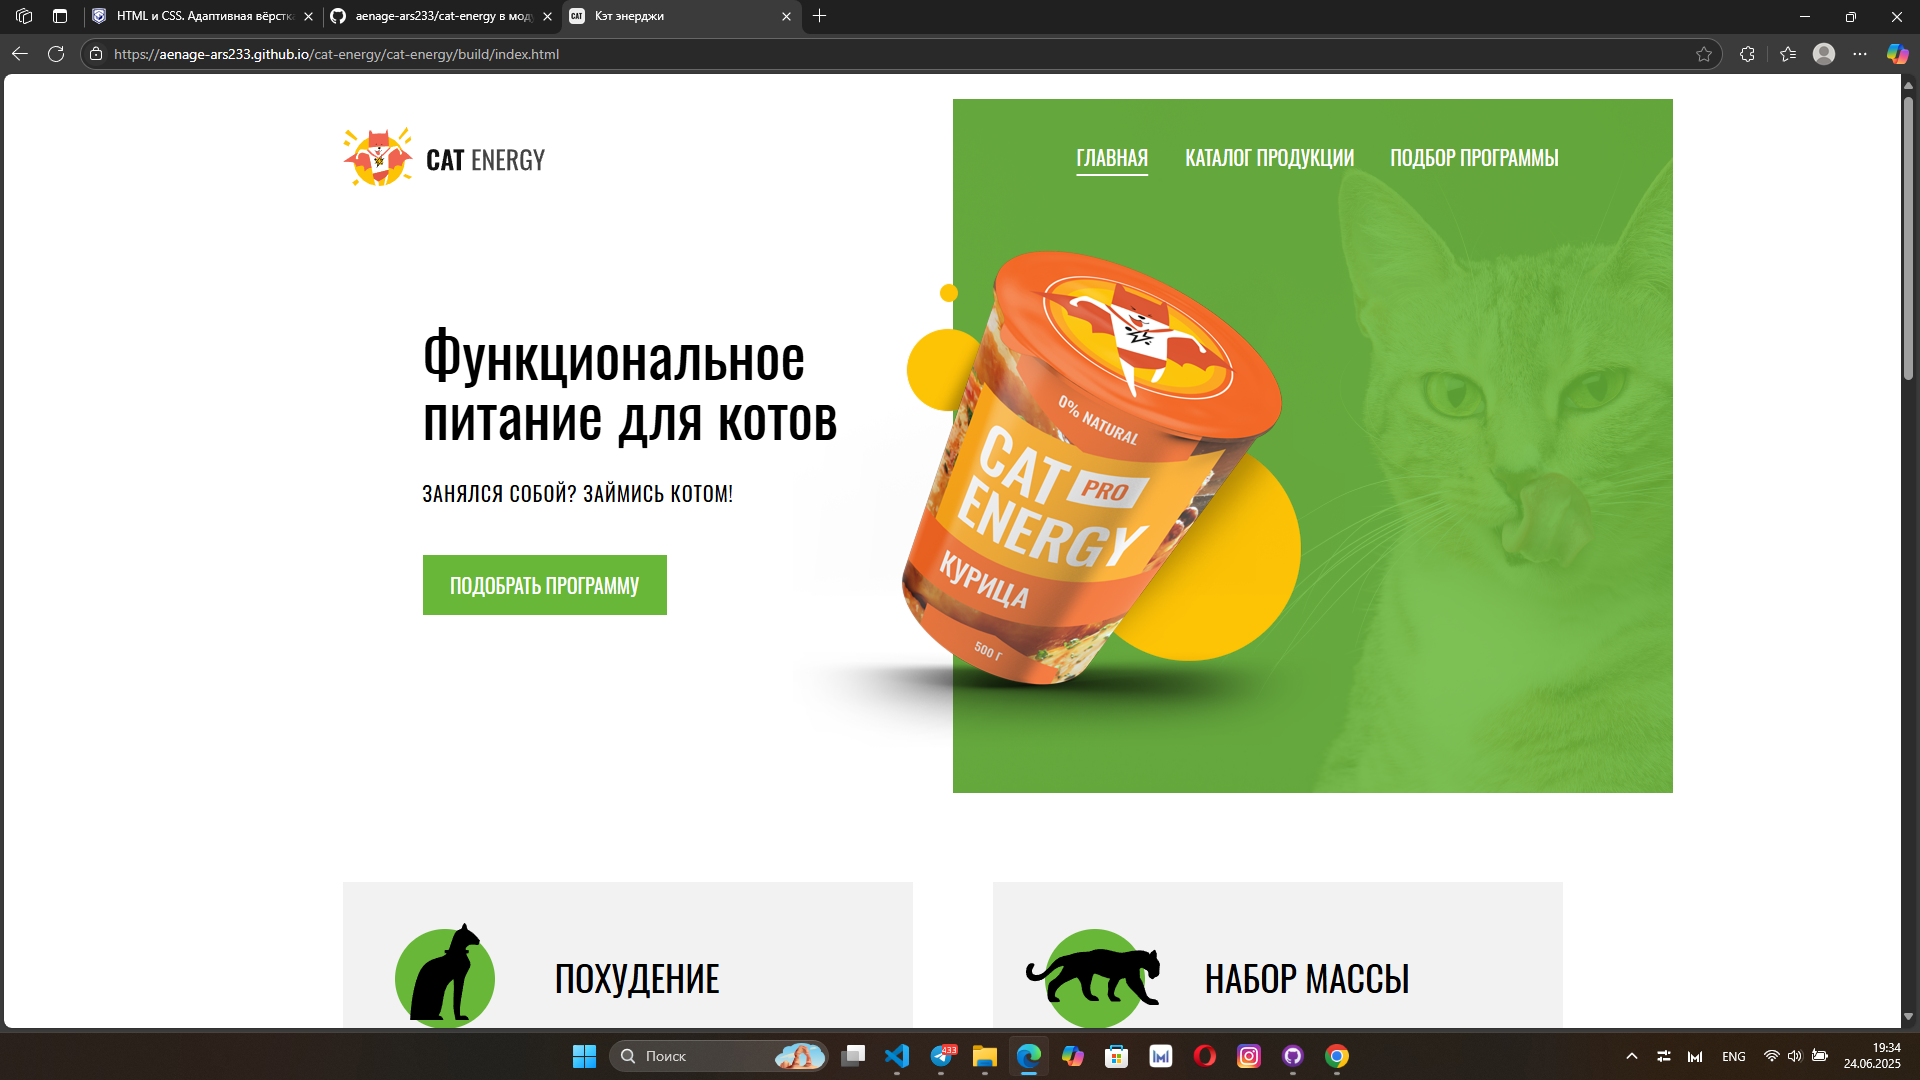 HTML и CSS. Адаптивная вёрстка
aenage-ars233/cat-energy в мод
Кэт энерджи
https://aenage-ars233.github.io/cat-energy/cat-energy/build/index.html
CAT ENERGY
ГЛАВНАЯ
КАТАЛОГ ПРОДУКЦИИ
ПОДБОР ПРОГРАММЫ
Функциональное
питание для котов
ЗАНЯЛСЯ СОБОЙ? ЗАЙМИСЬ КОТОМ!
ПОДОБРАТЬ ПРОГРАММУ
0% NATURAL
CAT PRO
ENERGY
КУРИЦА
500 Г
ПОХУДЕНИЕ
НАБОР МАССЫ
Поиск
433
ENG
19:34
24.06.2025